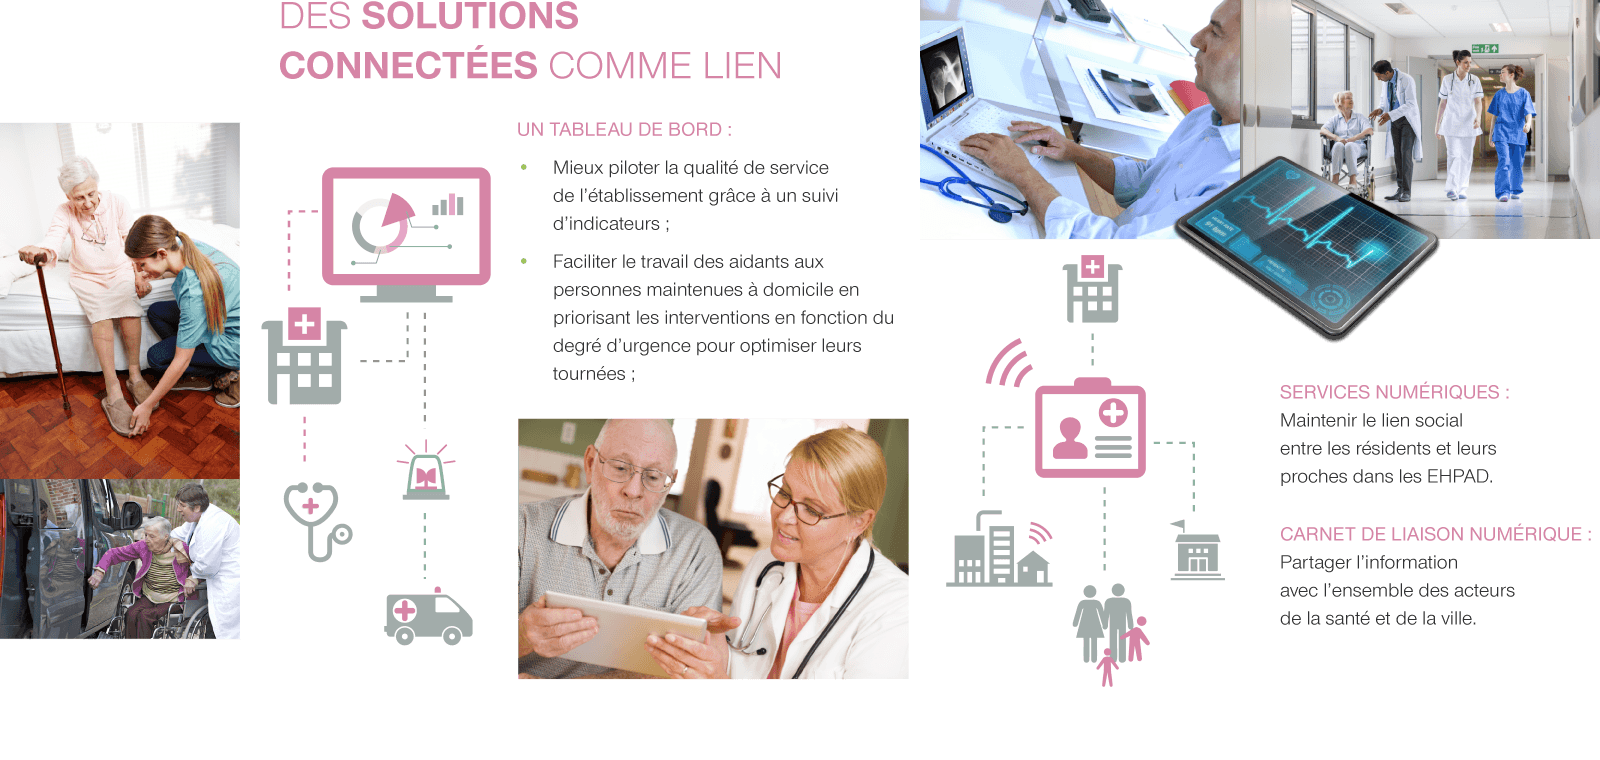 DES SOLUTIONS
CONNECTÉES COMME LIEN
UN TABLEAU DE BORD :
• Mieux piloter la qualité de service
de l’établissement grâce à un suivi
d’indicateurs ;
• Faciliter le travail des aidants aux
personnes maintenues à domicile en
priorisant les interventions en fonction du
degré d’urgence pour optimiser leurs
tournées ;
SERVICES NUMÉRIQUES :
Maintenir le lien social
entre les résidents et leurs
proches dans les EHPAD.
CARNET DE LIAISON NUMÉRIQUE :
Partager l’information
avec l’ensemble des acteurs
de la santé et de la ville.